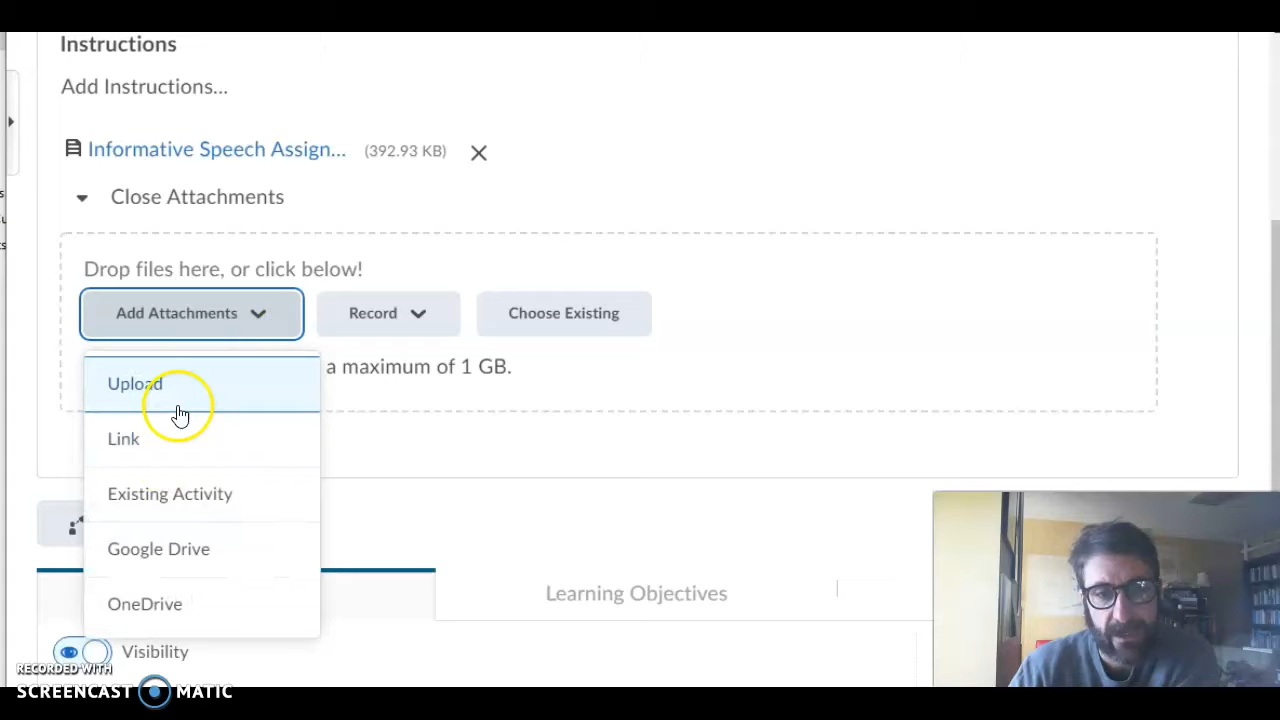 Instructions
Add Instructions...
Informative Speech Assign... (392.93 KB)
Close Attachments
Drop files here, or click below!
Add Attachments Record Choose Existing
a maximum of 1 GB.
Upload
Link
Existing Activity
Google Drive
OneDrive
Learning Objectives
Visibility
RECORDED WITH
SCREENCAST MATIC